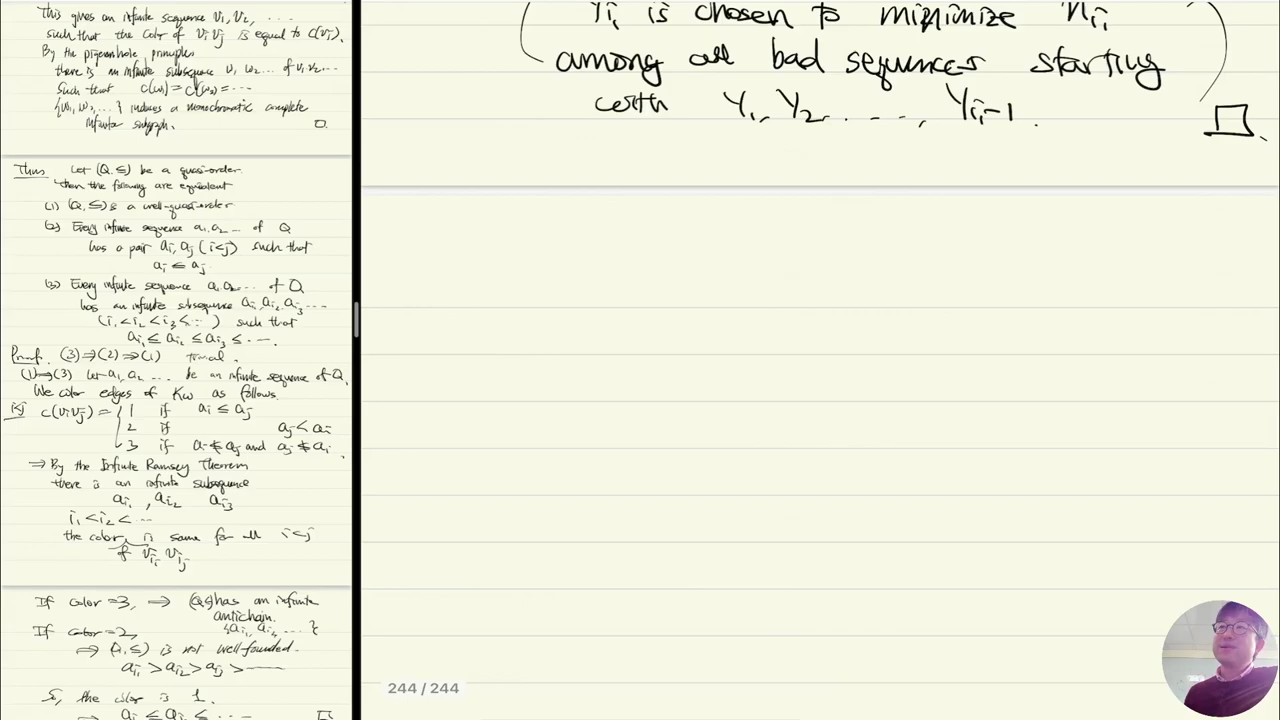 This gives an infinite sequence v1, v2, ....
such that the color of vi vj is equal to c(vi).
By the pigeonhole principle
there is an infinite subsequence w1, w2 ... of v1 v2 ...
such that c(w1) = c(w2) = ...
{w1, w2, ...} induces a monochromatic complete
infinite subgraph. □
Thm Let (Q, ≤) be a quasi-order.
then the following are equivalent
(1) (Q, ≤) is a well-quasi-order
(2) Every infinite sequence a1, a2 ... of Q
has a pair ai, aj (i<j) such that
ai ≤ aj
(3) Every infinite sequence a1 a2 ... of Q
has an infinite subsequence ai1 ai2 ai3 ...
(i1 < i2 < i3 < ...) such that
ai1 ≤ ai2 ≤ ai3 ≤ ....
Proof. (3) ⇒ (2) ⇒ (1) trivial.
(1) ⇒ (3) Let a1, a2 ... be an infinite sequence of Q.
We color edges of Kω as follows.
i<j c(vi vj) = 1 if ai ≤ aj
2 if aj < ai
3 if ai ≰ aj and aj ≰ ai.
⇒ By the Infinite Ramsey Theorem
there is an infinite subsequence
ai1, ai2 ai3
i1 < i2 < ...
the color is same for all i<j
of vii vij
If color = 3, ⇒ (Q, ≤) has an infinite
antichain.
{ai1, ai2, ...}
If color = 2,
⇒ (Q, ≤) is not well-founded.
ai1 > ai2 > ai3 > ...
So, the color is 1.
⇒ ai1 ≤ ai2 ≤ ... □
Yi1 is chosen to minimize ni1
among all bad sequences starting
with Y1, Y2, ...., Yi1-1. □
244 / 244